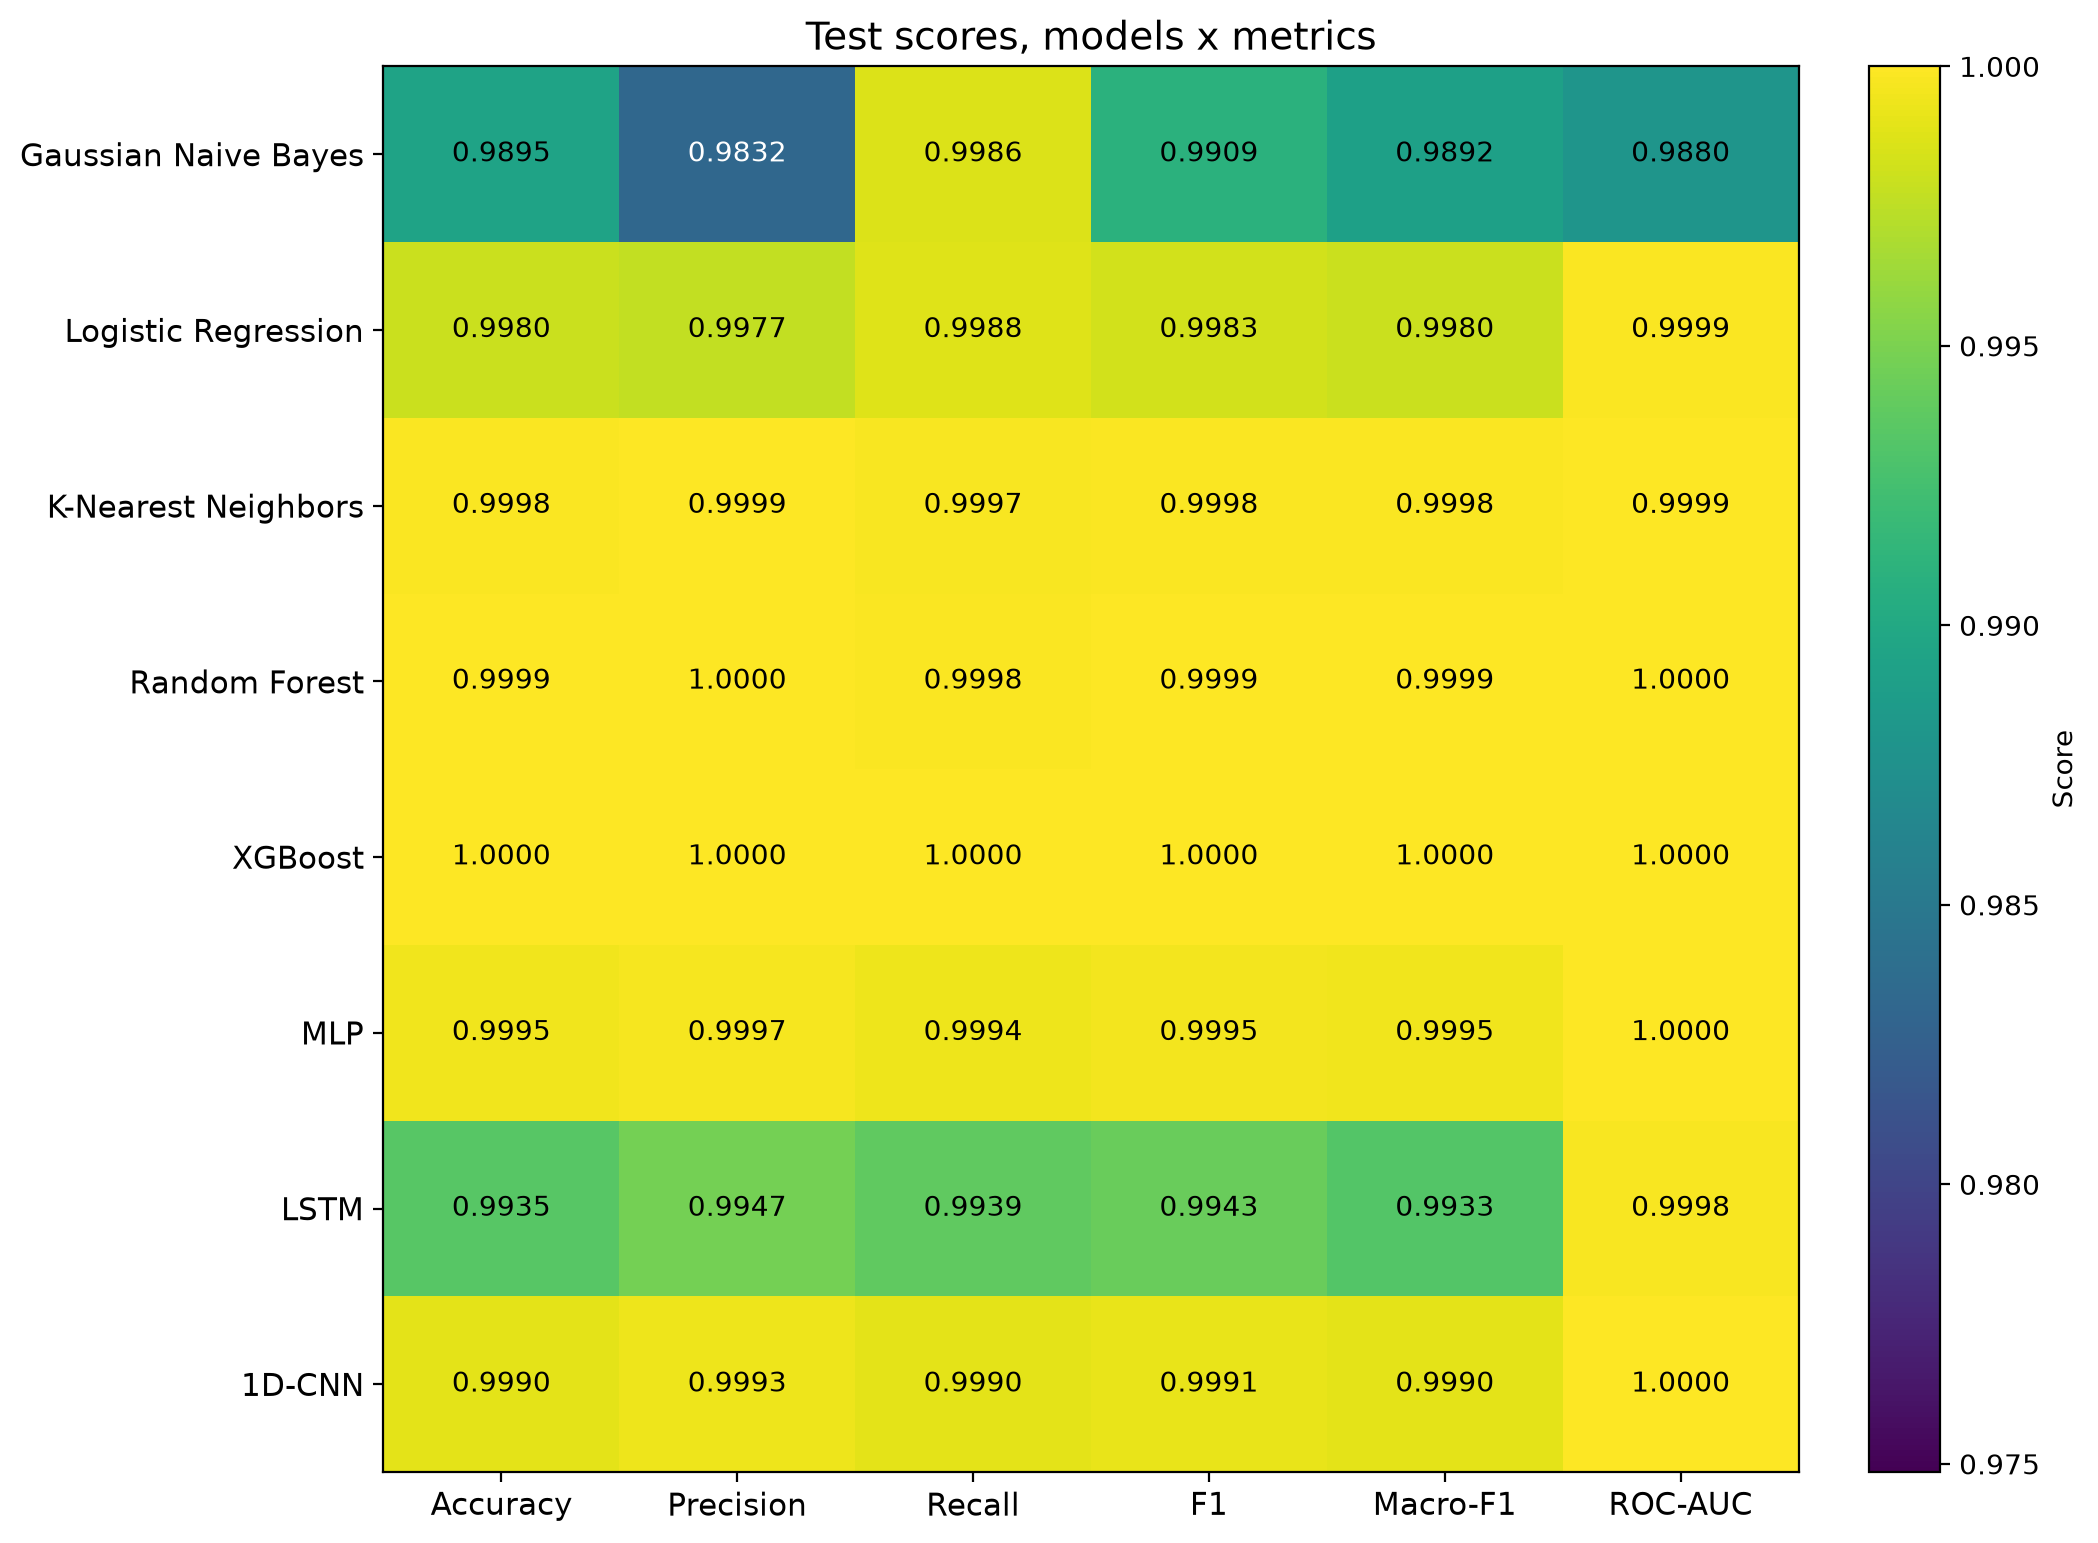 Test scores, models x metrics
Gaussian Naive Bayes 0.9895 0.9832 0.9986 0.9909 0.9892 0.9880
Logistic Regression 0.9980 0.9977 0.9988 0.9983 0.9980 0.9999
K-Nearest Neighbors 0.9998 0.9999 0.9997 0.9998 0.9998 0.9999
Random Forest 0.9999 1.0000 0.9998 0.9999 0.9999 1.0000
XGBoost 1.0000 1.0000 1.0000 1.0000 1.0000 1.0000
MLP 0.9995 0.9997 0.9994 0.9995 0.9995 1.0000
LSTM 0.9935 0.9947 0.9939 0.9943 0.9933 0.9998
1D-CNN 0.9990 0.9993 0.9990 0.9991 0.9990 1.0000
Accuracy Precision Recall F1 Macro-F1 ROC-AUC
1.000
0.995
0.990
0.985
0.980
0.975
Score